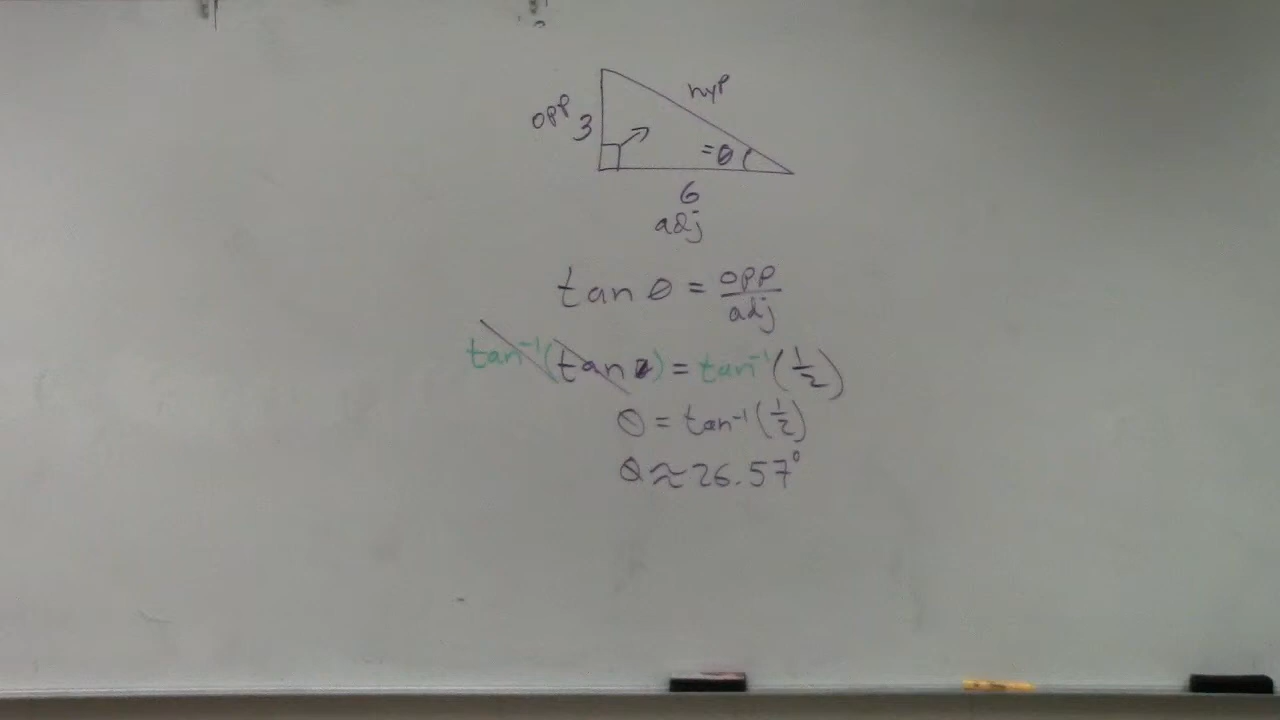 hyp
opp 3
=θ
6
adj
tan θ = opp/adj
tan⁻¹(tan θ) = tan⁻¹(1/2)
θ = tan⁻¹(1/2)
θ ≈ 26.57°